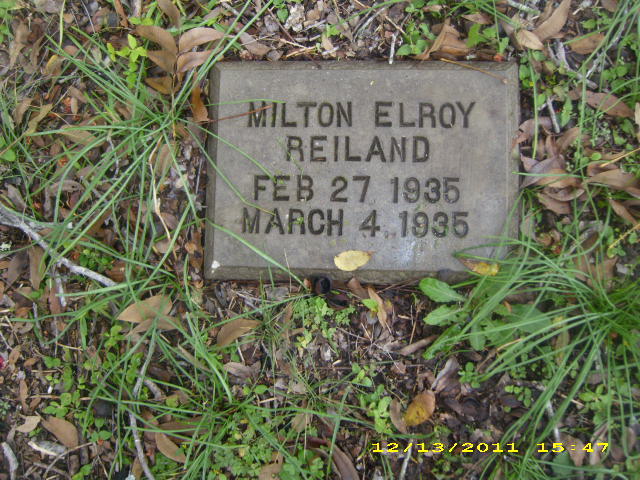 MILTON ELROY
REILAND
FEB 27 1935
MARCH 4 1935
12/13/2011 15:47